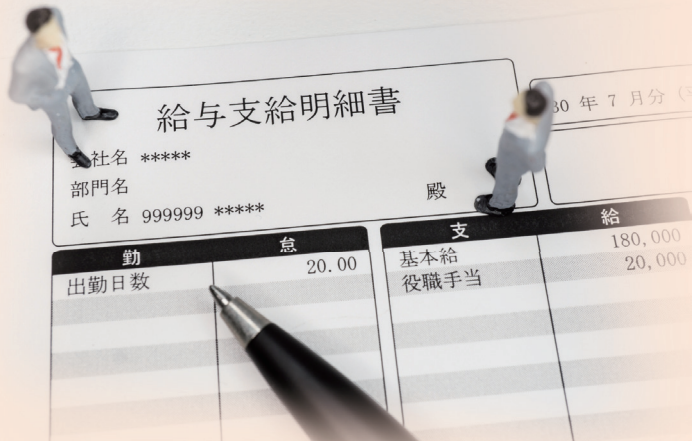 給与支給明細書
30 年 7 月分
社名 *****
部門名
殿
氏 名 999999 *****
勤 怠
出勤日数 20.00
支 給
基本給 180,000
役職手当 20,000